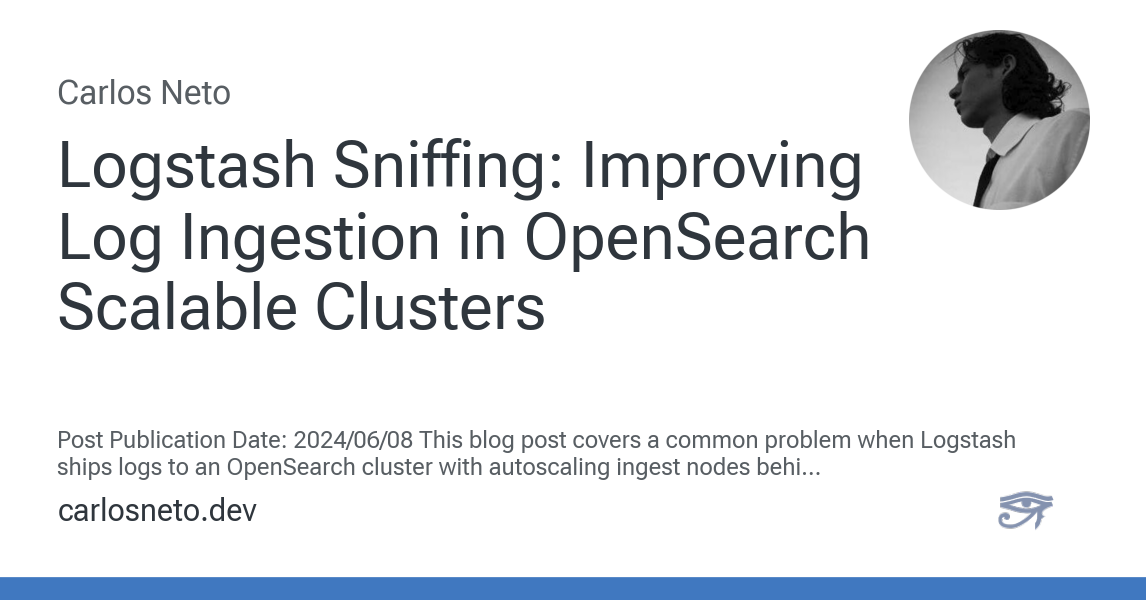 Carlos Neto
Logstash Sniffing: Improving
Log Ingestion in OpenSearch
Scalable Clusters
Post Publication Date: 2024/06/08 This blog post covers a common problem when Logstash
ships logs to an OpenSearch cluster with autoscaling ingest nodes behi...
carlosneto.dev